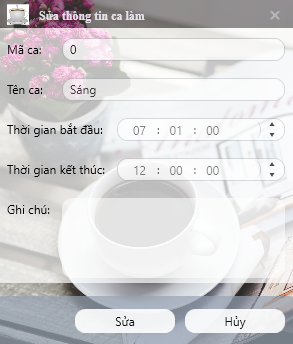 Sửa thông tin ca làm
Mã ca: 0
Tên ca: Sáng
Thời gian bắt đầu: 07 : 01 : 00
Thời gian kết thúc: 12 : 00 : 00
Ghi chú:
Sửa Hủy